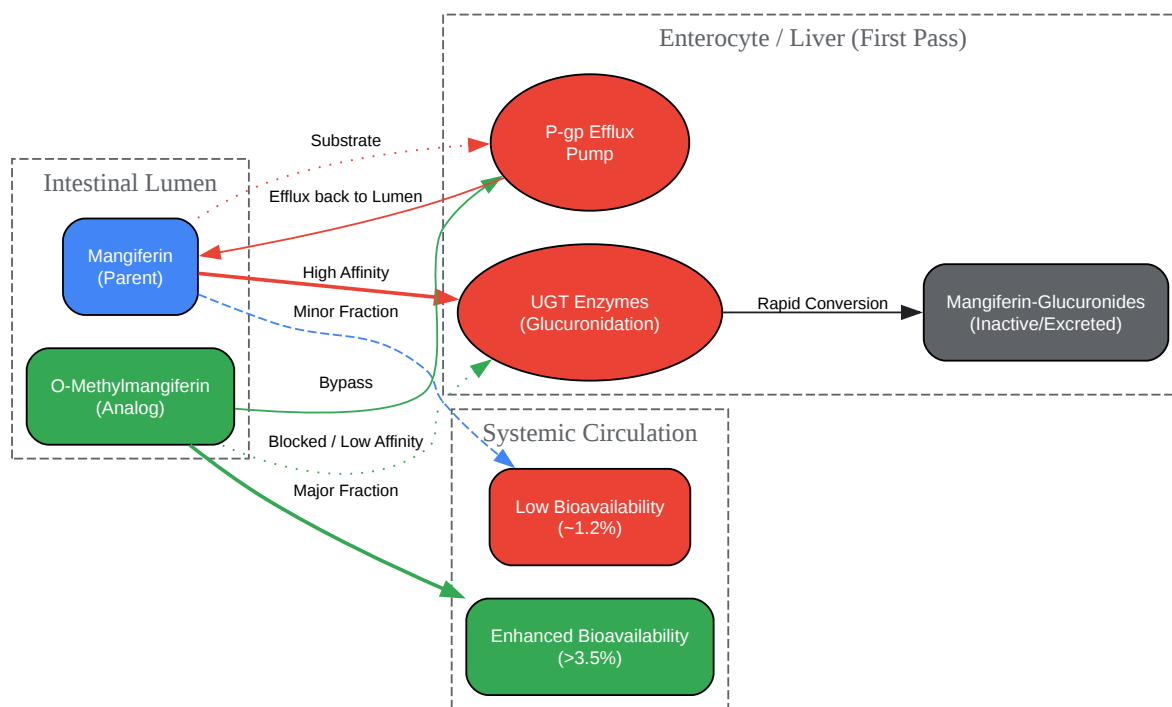 Enterocyte / Liver (First Pass)
P-gp Efflux
Pump
Substrate
Intestinal Lumen
Efflux back to Lumen
Mangiferin
(Parent)
High Affinity
UGT Enzymes
(Glucuronidation)
Rapid Conversion
Mangiferin-Glucuronides
(Inactive/Excreted)
Minor Fraction
O-Methylmangiferin
(Analog)
Bypass
Blocked / Low Affinity
Systemic Circulation
Major Fraction
Low Bioavailability
(~1.2%)
Enhanced Bioavailability
(>3.5%)